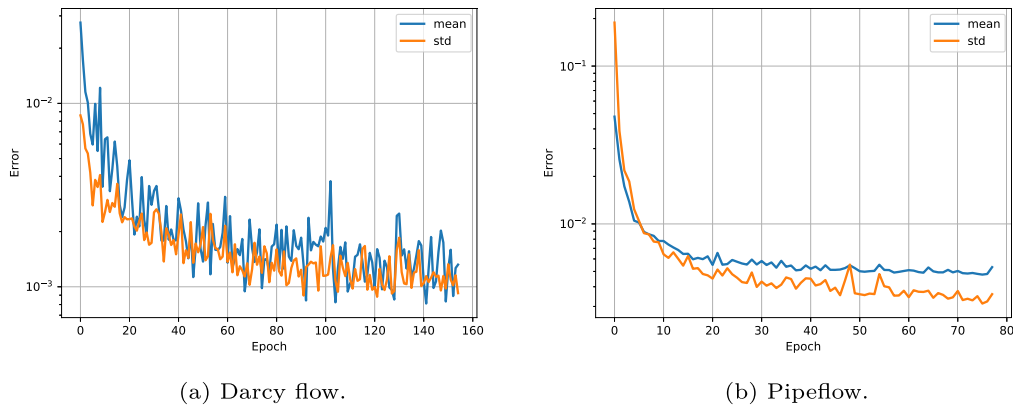 mean
std
10⁻²
10⁻³
Error
0 20 40 60 80 100 120 140 160
Epoch
(a) Darcy flow.
mean
std
10⁻¹
10⁻²
Error
0 10 20 30 40 50 60 70 80
Epoch
(b) Pipeflow.